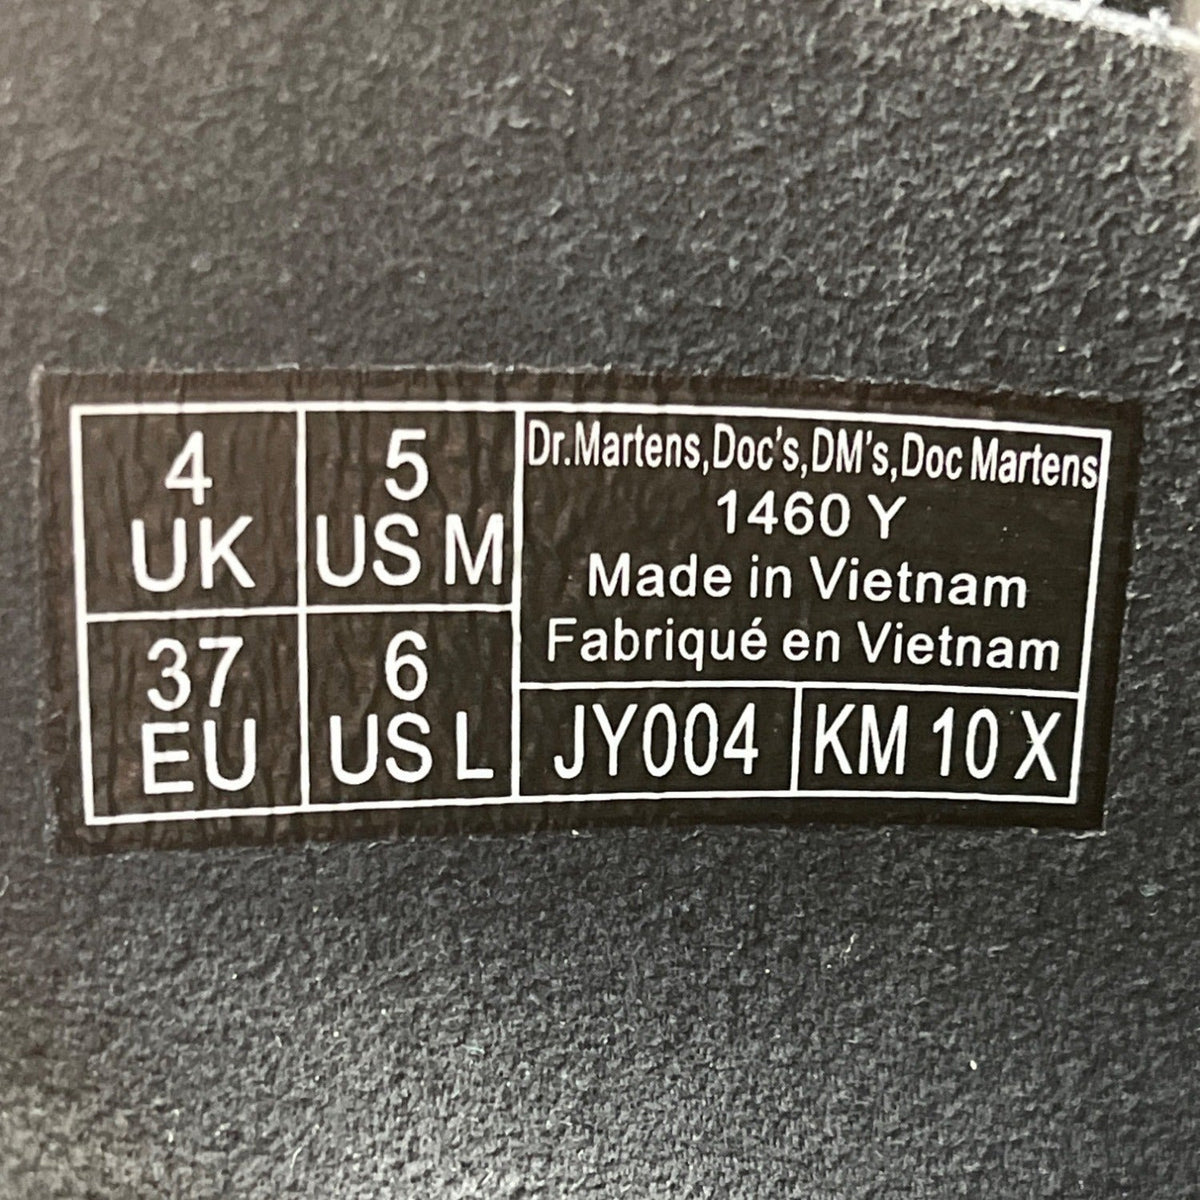 4
UK
5
US M
37
EU
6
US L
Dr.Martens,Doc's,DM's,Doc Martens
1460 Y
Made in Vietnam
Fabriqué en Vietnam
JY004
KM 10 X